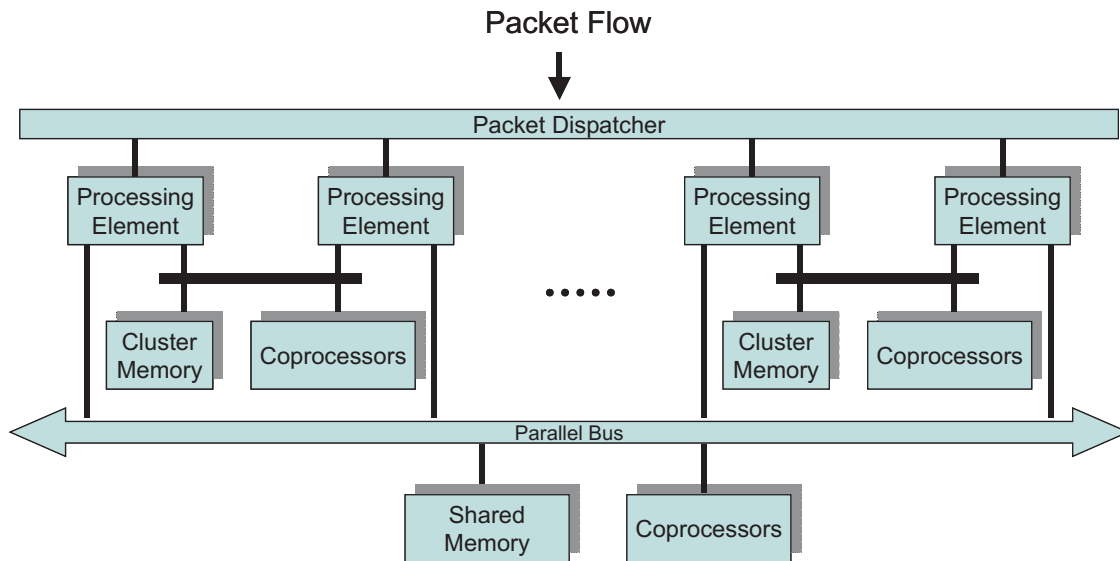 Packet Flow
Packet Dispatcher
Processing
Element
Processing
Element
Processing
Element
Processing
Element
Cluster
Memory
Coprocessors
Cluster
Memory
Coprocessors
Parallel Bus
Shared
Memory
Coprocessors